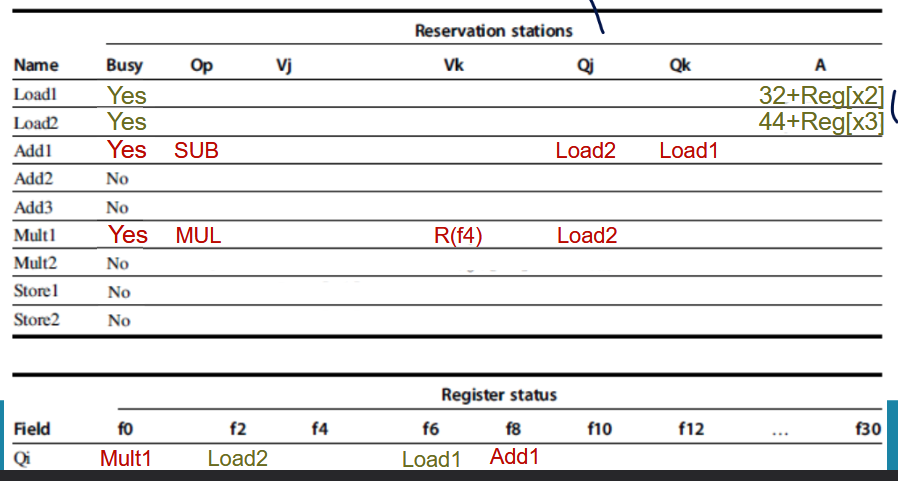 Reservation stations
Name Busy Op Vj Vk Qj Qk A
Load1 Yes 32+Reg[x2]
Load2 Yes 44+Reg[x3]
Add1 Yes SUB Load2 Load1
Add2 No
Add3 No
Mult1 Yes MUL R(f4) Load2
Mult2 No
Store1 No
Store2 No
Register status
Field f0 f2 f4 f6 f8 f10 f12 ... f30
Qi Mult1 Load2 Load1 Add1